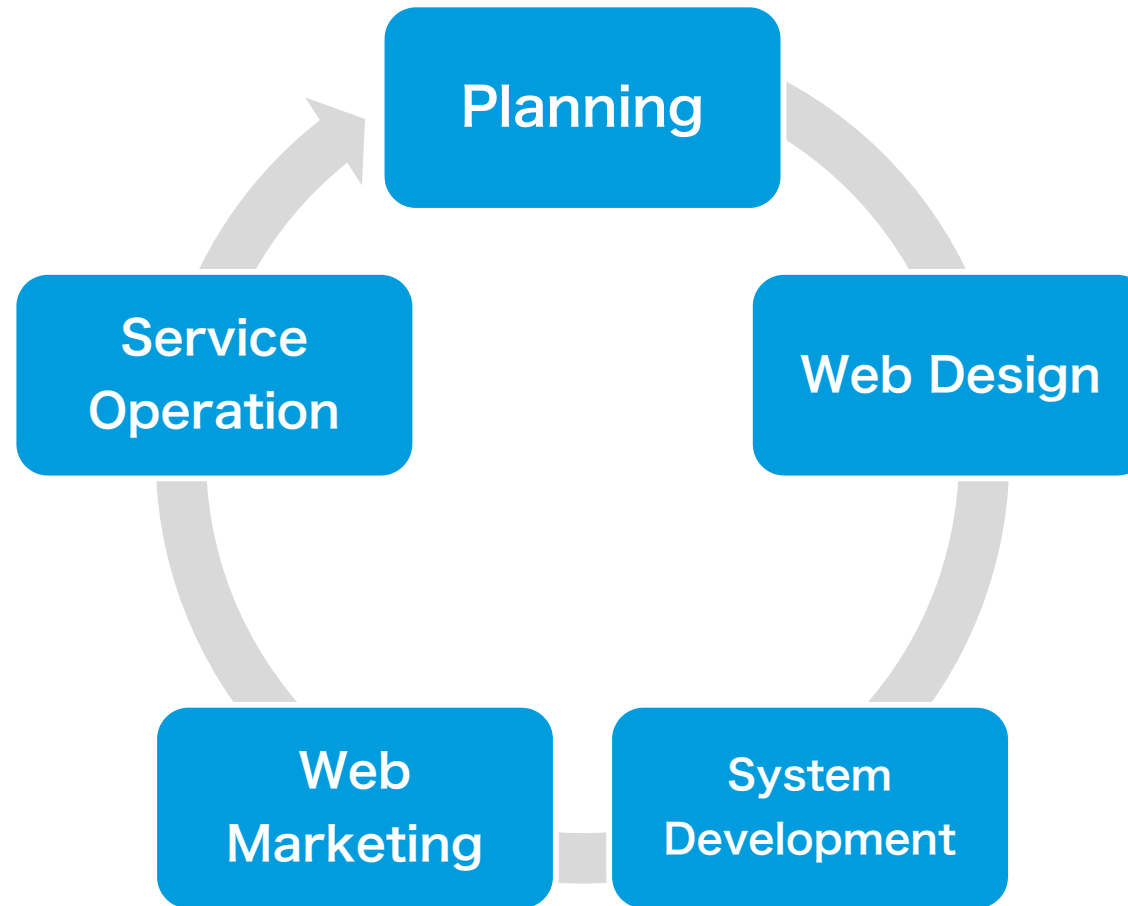 Planning
Web Design
System
Development
Web
Marketing
Service
Operation